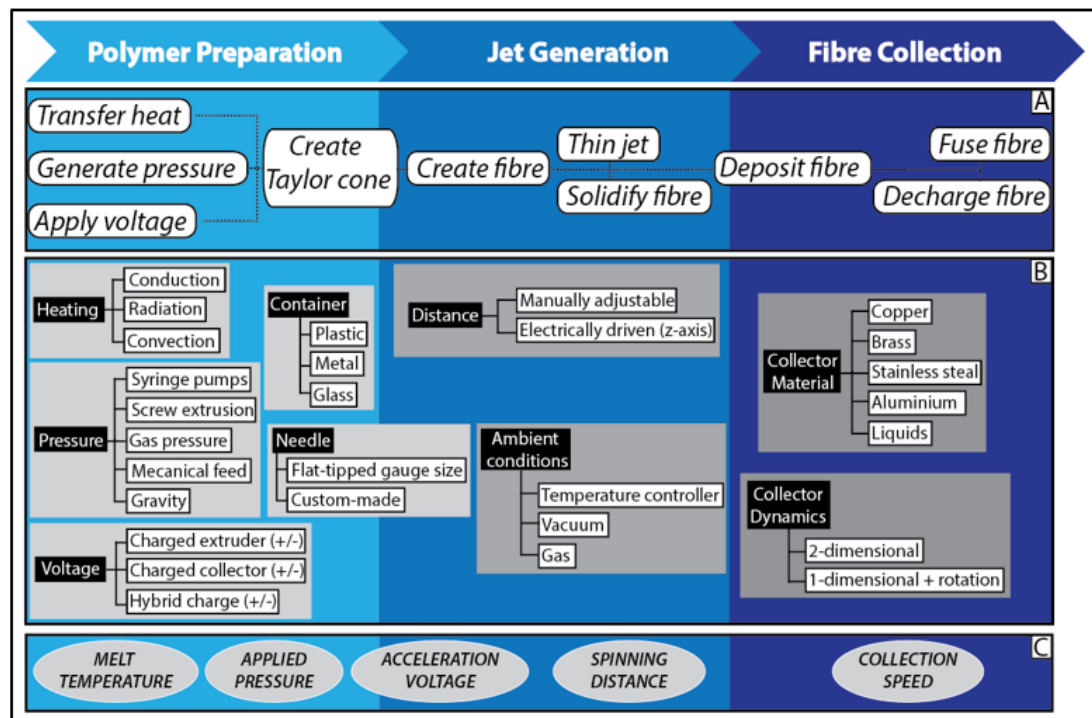 Polymer Preparation
Jet Generation
Fibre Collection
A
Transfer heat
Generate pressure
Apply voltage
Create
Taylor cone
Create fibre
Thin jet
Solidify fibre
Deposit fibre
Fuse fibre
Decharge fibre
B
Heating
Conduction
Radiation
Convection
Pressure
Syringe pumps
Screw extrusion
Gas pressure
Mecanical feed
Gravity
Voltage
Charged extruder (+/-)
Charged collector (+/-)
Hybrid charge (+/-)
Container
Plastic
Metal
Glass
Needle
Flat-tipped gauge size
Custom-made
Distance
Manually adjustable
Electrically driven (z-axis)
Ambient
conditions
Temperature controller
Vacuum
Gas
Collector
Material
Copper
Brass
Stainless steal
Aluminium
Liquids
Collector
Dynamics
2-dimensional
1-dimensional + rotation
C
MELT
TEMPERATURE
APPLIED
PRESSURE
ACCELERATION
VOLTAGE
SPINNING
DISTANCE
COLLECTION
SPEED